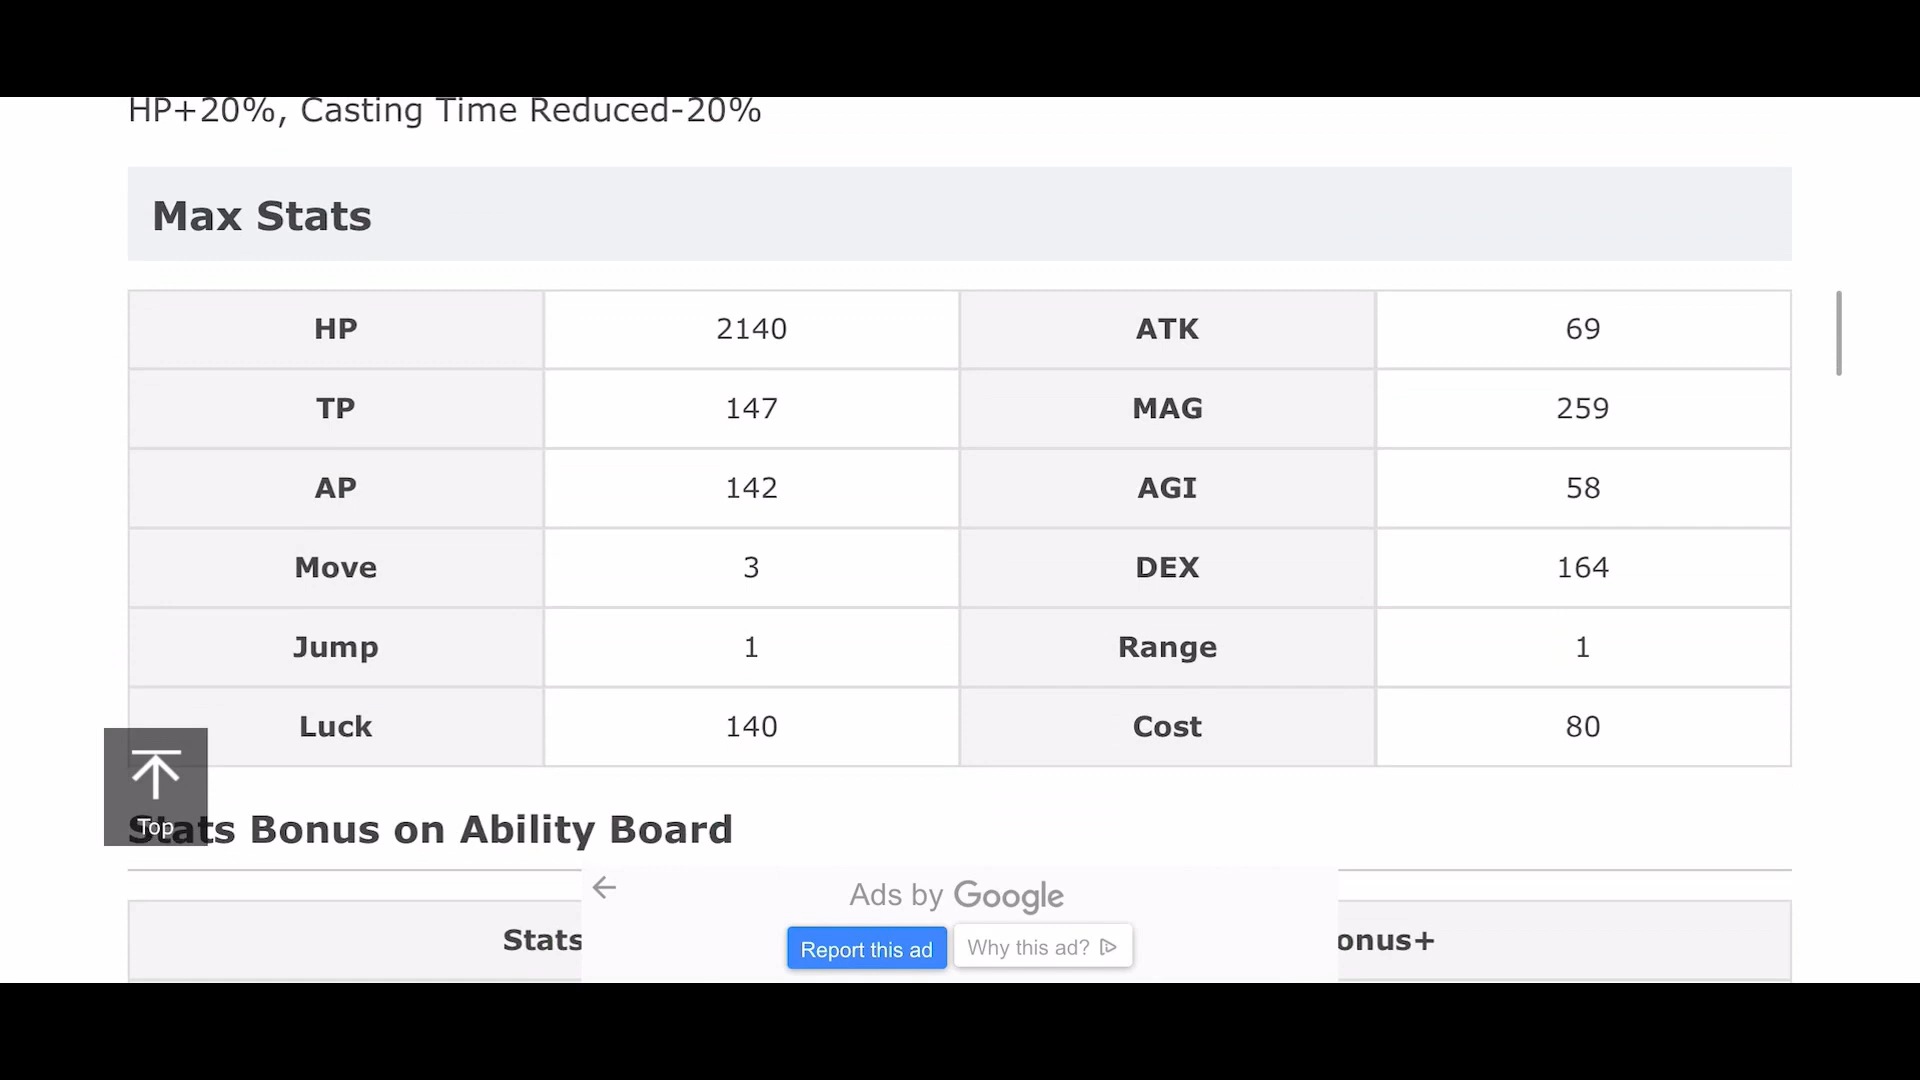 HP+20%, Casting Time Reduced-20%
Max Stats
HP 2140 ATK 69
TP 147 MAG 259
AP 142 AGI 58
Move 3 DEX 164
Jump 1 Range 1
Luck 140 Cost 80
Top
Stats Bonus on Ability Board
Ads by Google
Stats onus+
Report this ad Why this ad?